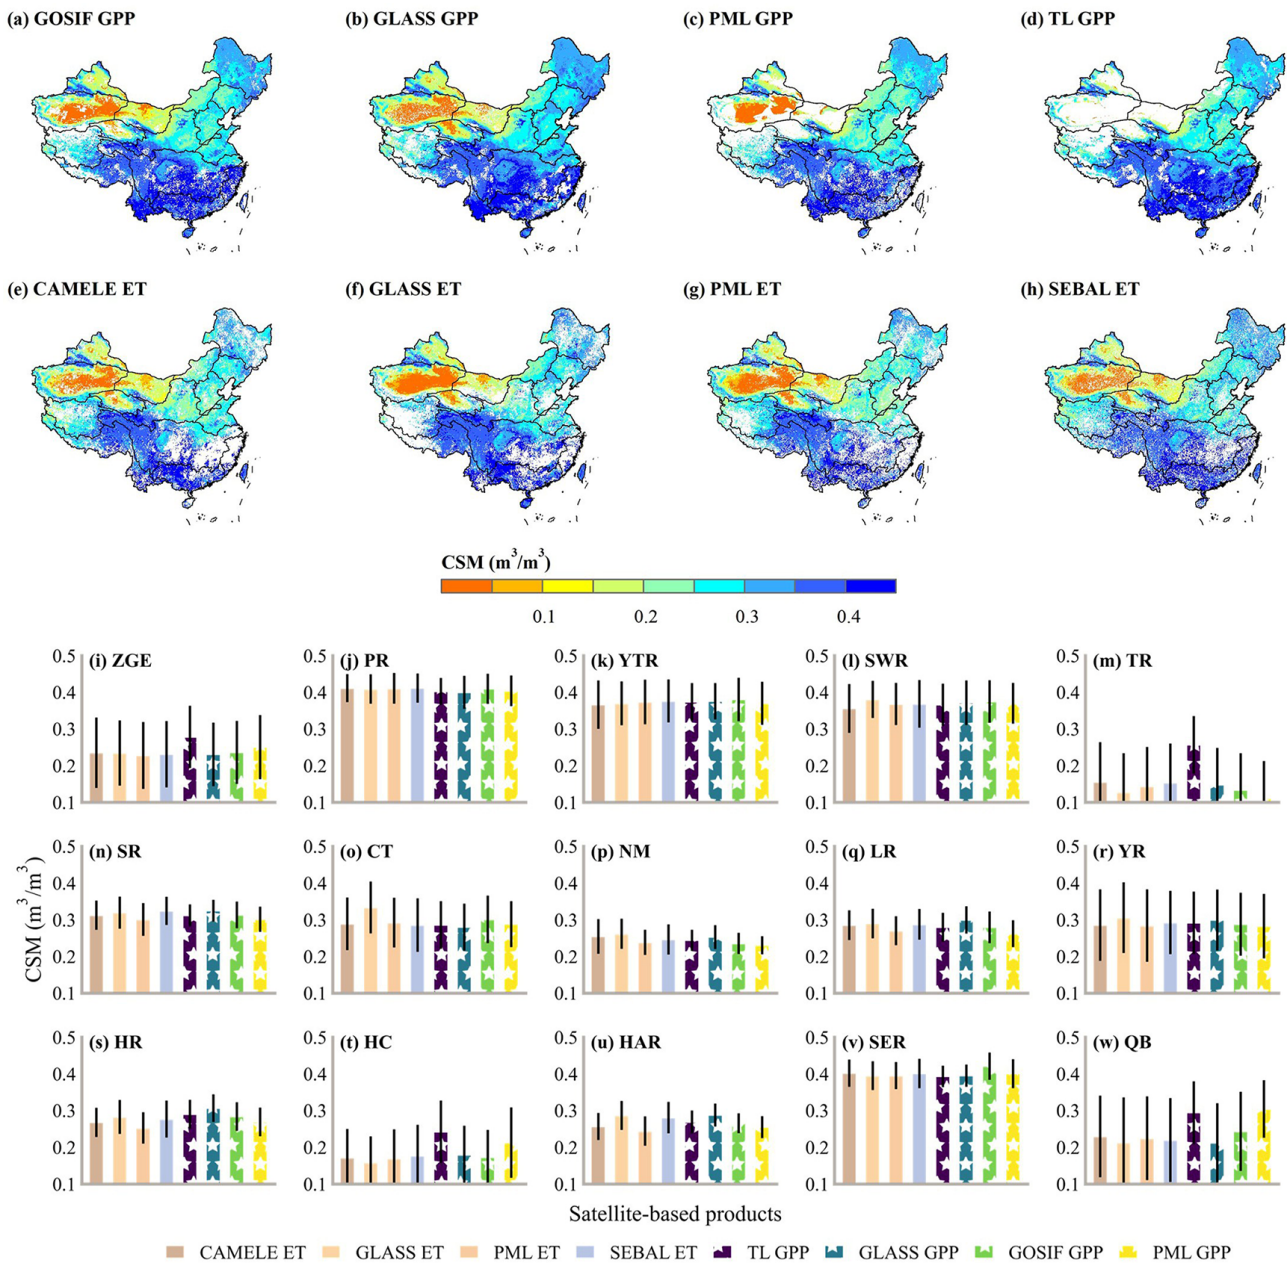 (a) GOSIF GPP
(b) GLASS GPP
(c) PML GPP
(d) TL GPP
(e) CAMELE ET
(f) GLASS ET
(g) PML ET
(h) SEBAL ET
CSM (m³/m³)
0.1 0.2 0.3 0.4
(i) ZGE
0.5
0.4
0.3
0.2
0.1
(j) PR
0.5
0.4
0.3
0.2
0.1
(k) YTR
0.5
0.4
0.3
0.2
0.1
(l) SWR
0.5
0.4
0.3
0.2
0.1
(m) TR
0.5
0.4
0.3
0.2
0.1
CSM (m³/m³)
(n) SR
0.5
0.4
0.3
0.2
0.1
(o) CT
0.5
0.4
0.3
0.2
0.1
(p) NM
0.5
0.4
0.3
0.2
0.1
(q) LR
0.5
0.4
0.3
0.2
0.1
(r) YR
0.5
0.4
0.3
0.2
0.1
(s) HR
0.5
0.4
0.3
0.2
0.1
(t) HC
0.5
0.4
0.3
0.2
0.1
(u) HAR
0.5
0.4
0.3
0.2
0.1
(v) SER
0.5
0.4
0.3
0.2
0.1
(w) QB
0.5
0.4
0.3
0.2
0.1
Satellite-based products
CAMELE ET GLASS ET PML ET SEBAL ET TL GPP GLASS GPP GOSIF GPP PML GPP